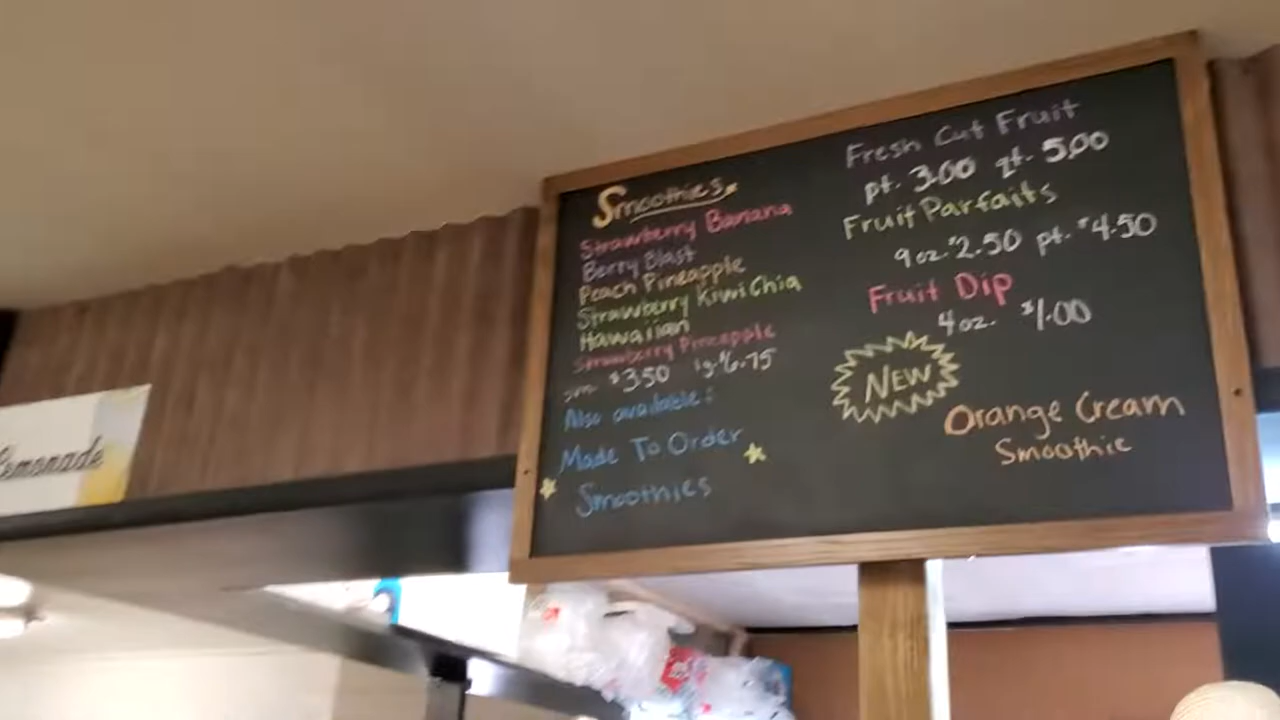 Smoothies
Strawberry Banana
Berry Blast
Peach Pineapple
Strawberry Kiwi Chia
Hawaiian
Strawberry Pineapple
sm. $3.50 lg. $6.75
Also available:
Made To Order
Smoothies
Fresh Cut Fruit
pt. 3.00 qt. 5.00
Fruit Parfaits
9 oz. $2.50 pt. $4.50
Fruit Dip
4 oz. $1.00
NEW
Orange Cream
Smoothie
Lemonade